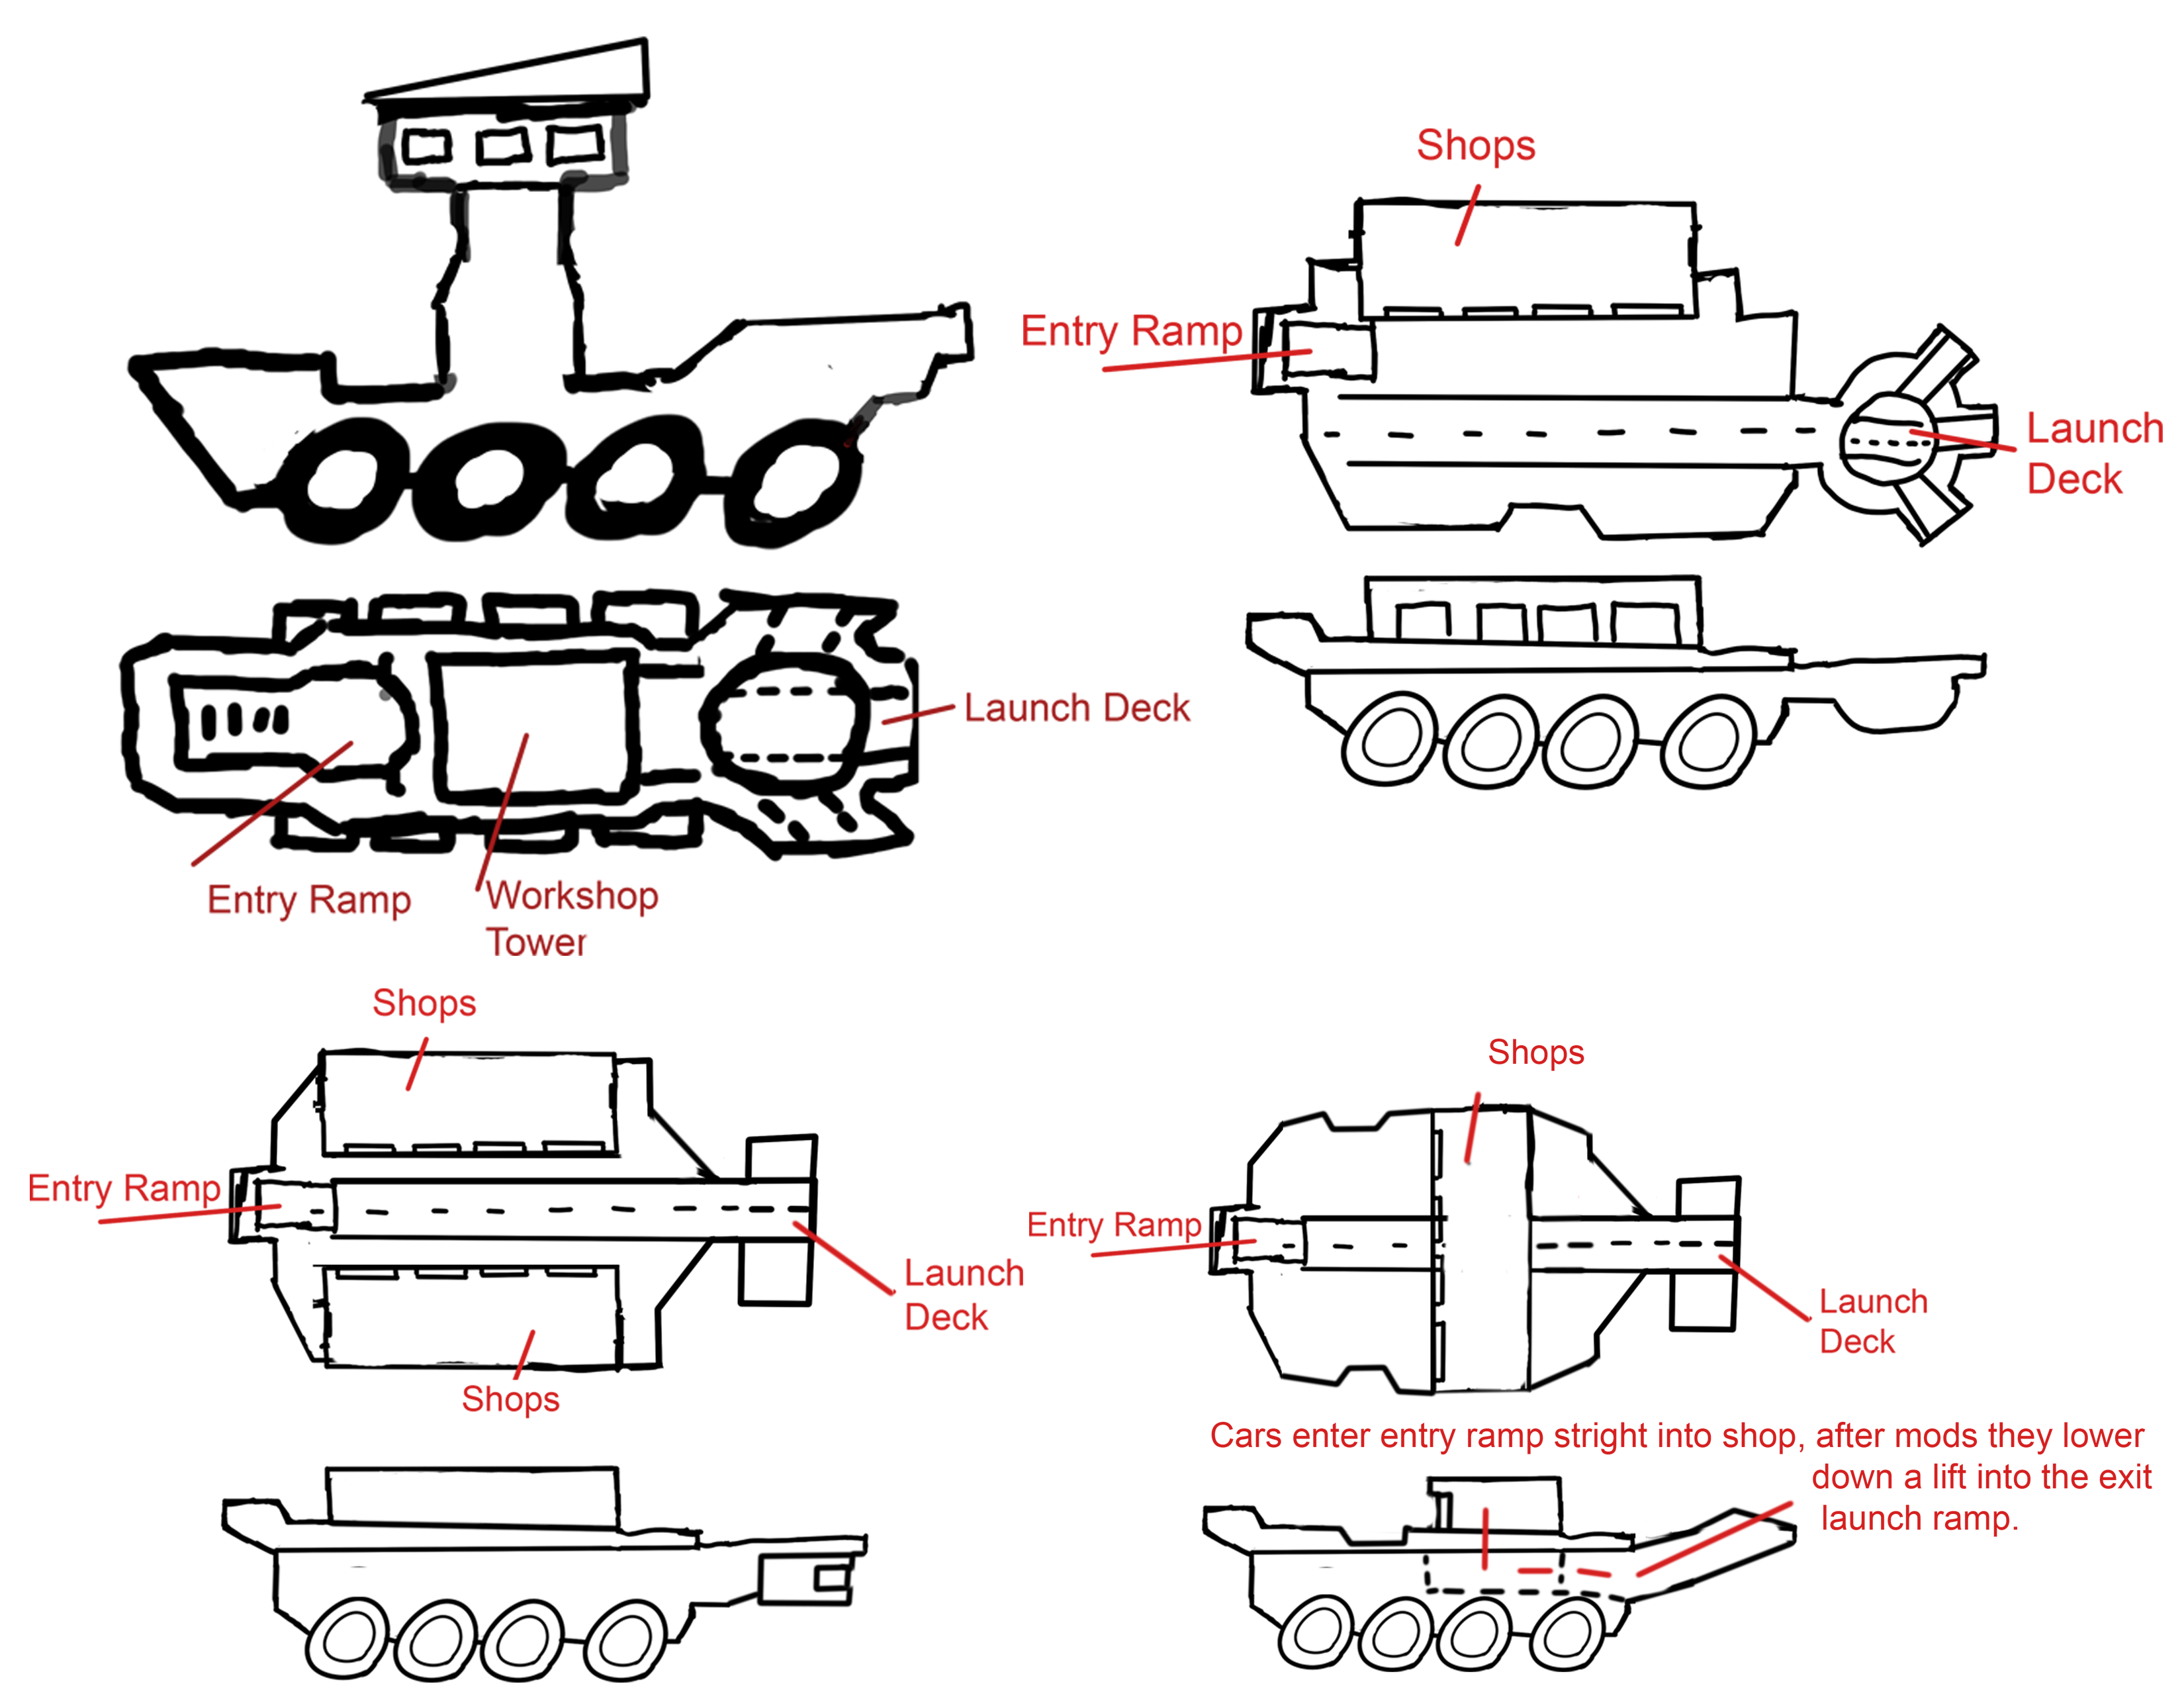 Shops
Entry Ramp
Launch
Deck
Launch Deck
Entry Ramp
Workshop
Tower
Shops
Entry Ramp
Launch
Deck
Shops
Shops
Entry Ramp
Launch
Deck
Cars enter entry ramp stright into shop, after mods they lower
down a lift into the exit
launch ramp.